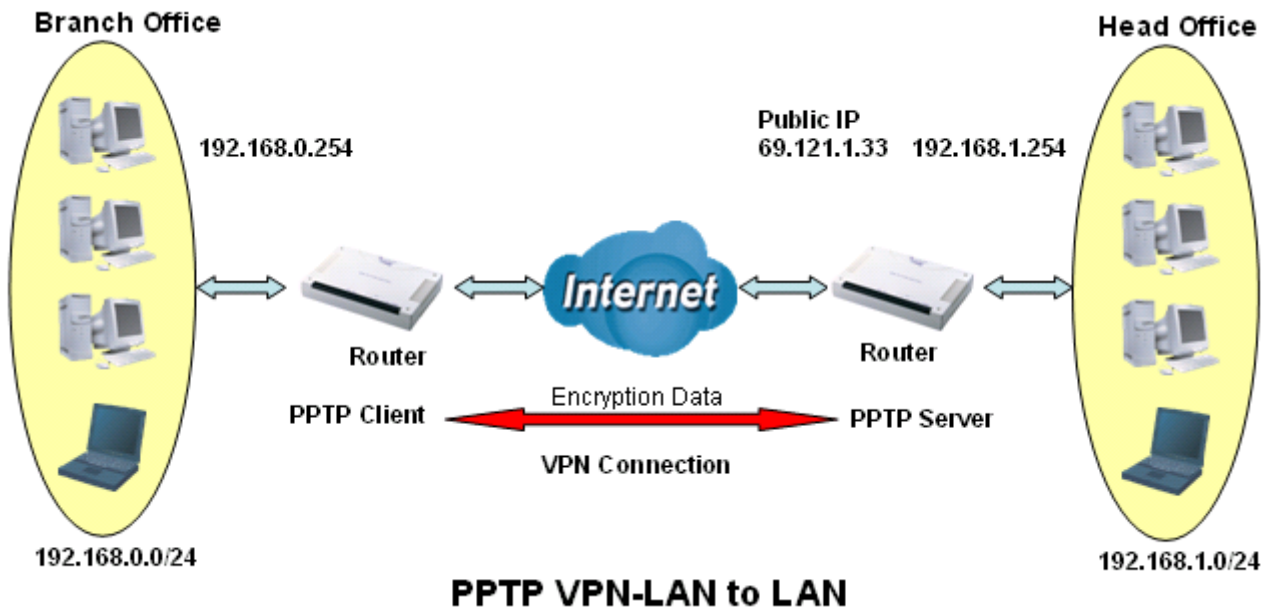 Branch Office
Head Office
192.168.0.254
Public IP
69.121.1.33 192.168.1.254
Internet
Router
Router
Encryption Data
PPTP Client
PPTP Server
VPN Connection
192.168.0.0/24
192.168.1.0/24
PPTP VPN-LAN to LAN